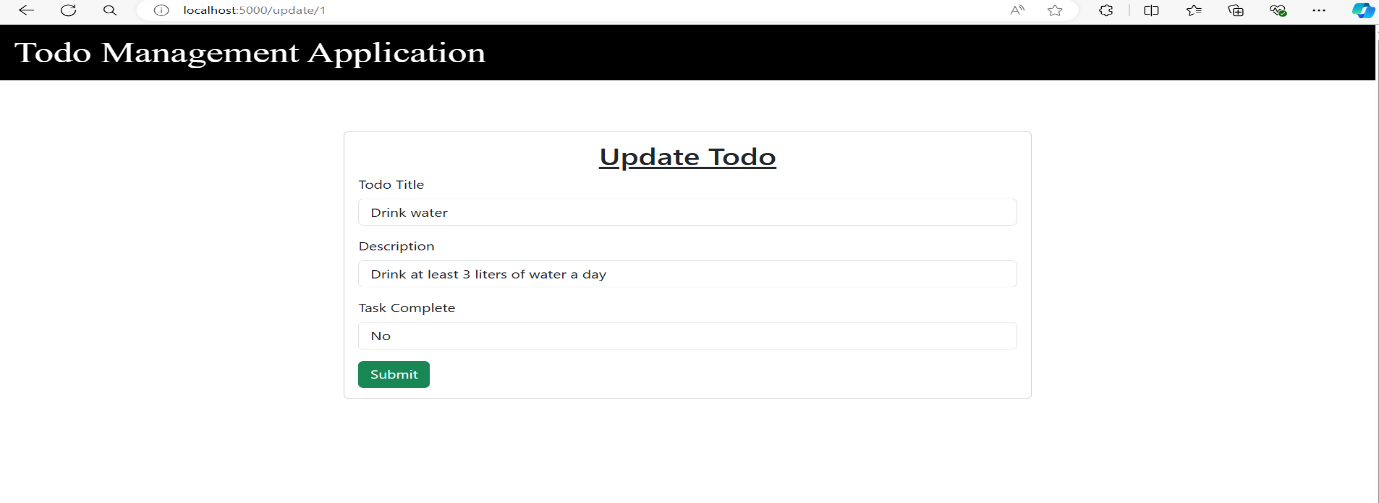 localhost:5000/update/1
Todo Management Application
Update Todo
Todo Title
Drink water
Description
Drink at least 3 liters of water a day
Task Complete
No
Submit